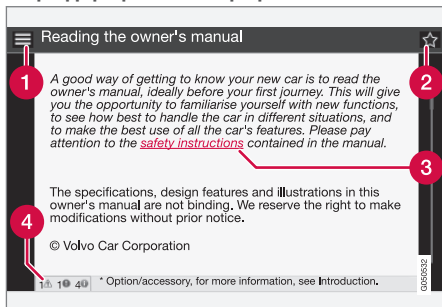 Reading the owner's manual
1
2
A good way of getting to know your new car is to read the
owner's manual, ideally before your first journey. This will give
you the opportunity to familiarise yourself with new functions,
to see how best to handle the car in different situations, and
to make the best use of all the car's features. Please pay
attention to the safety instructions contained in the manual.
3
The specifications, design features and illustrations in this
owner's manual are not binding. We reserve the right to make
modifications without prior notice.
4
© Volvo Car Corporation
1 1 4 * Option/accessory, for more information, see Introduction.
G050532